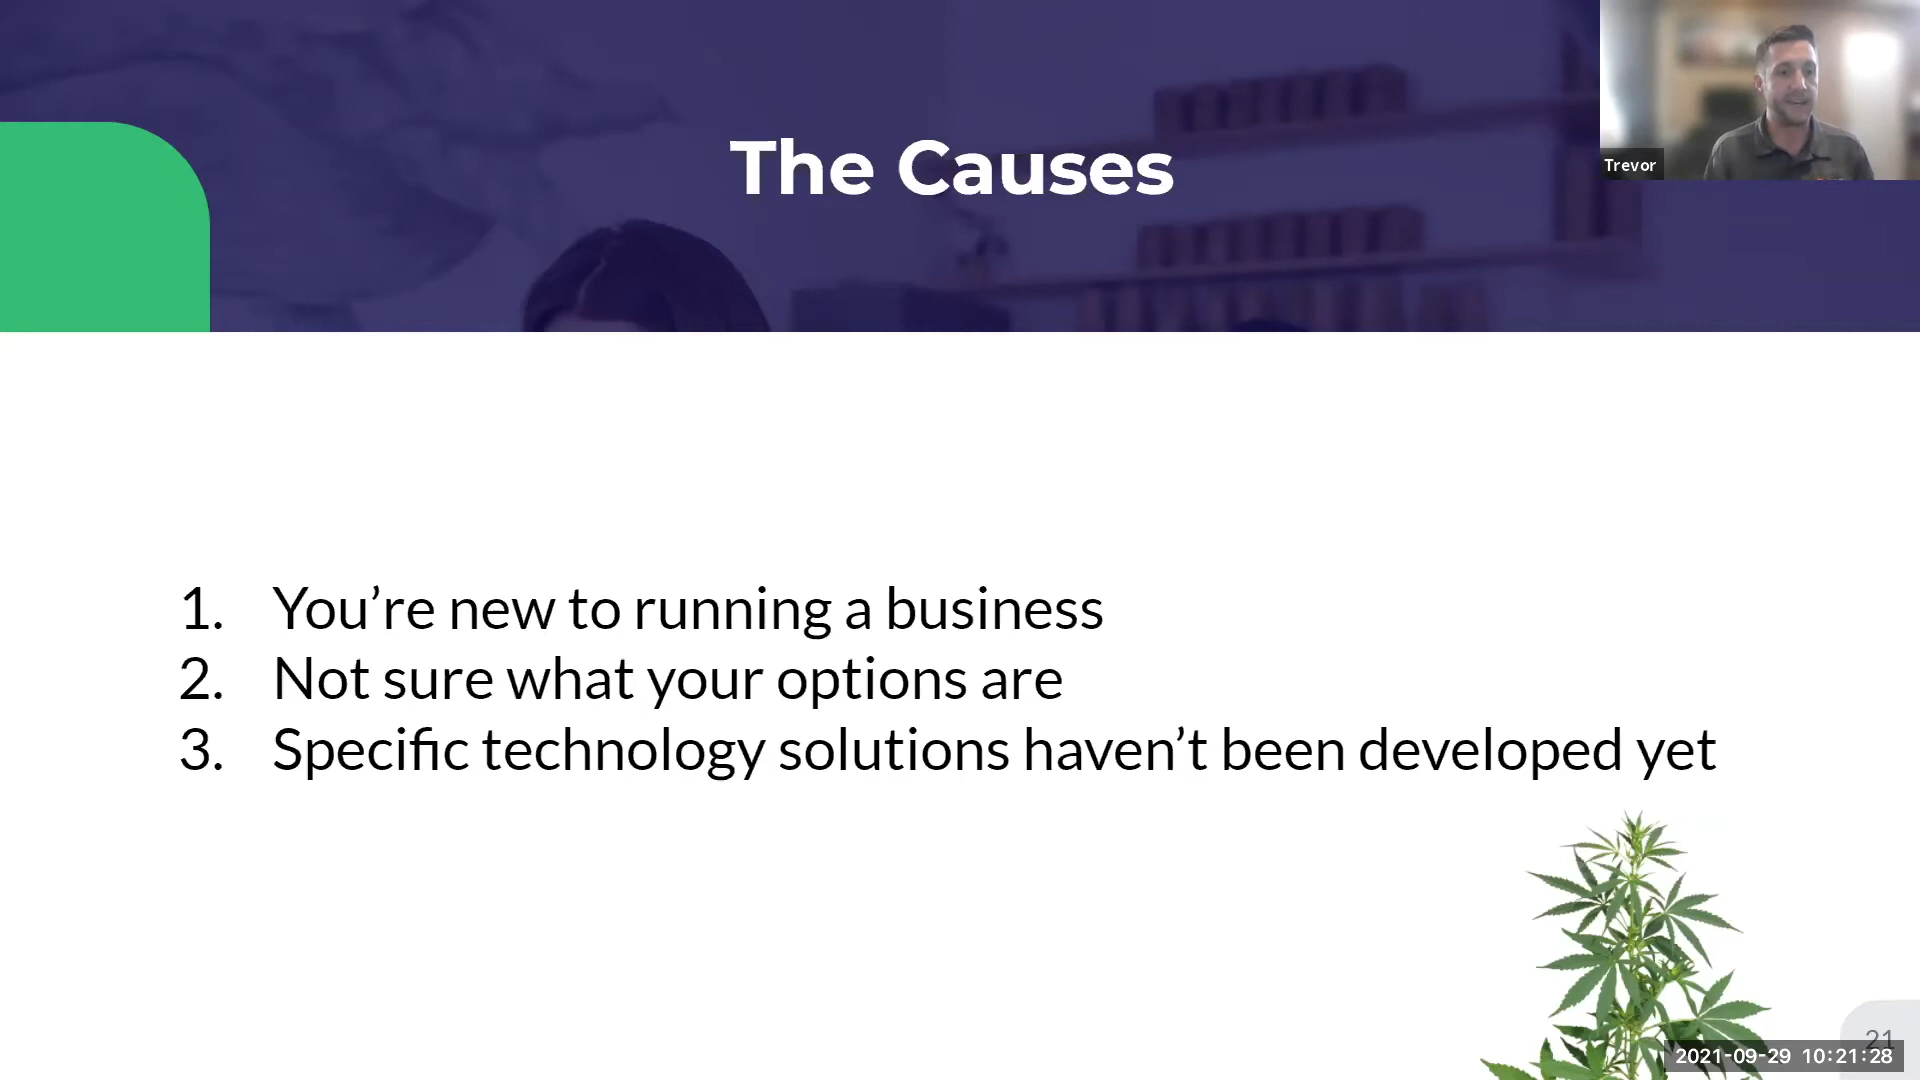 The Causes
Trevor
1. You’re new to running a business
2. Not sure what your options are
3. Specific technology solutions haven’t been developed yet
21
2021-09-29 10:21:28